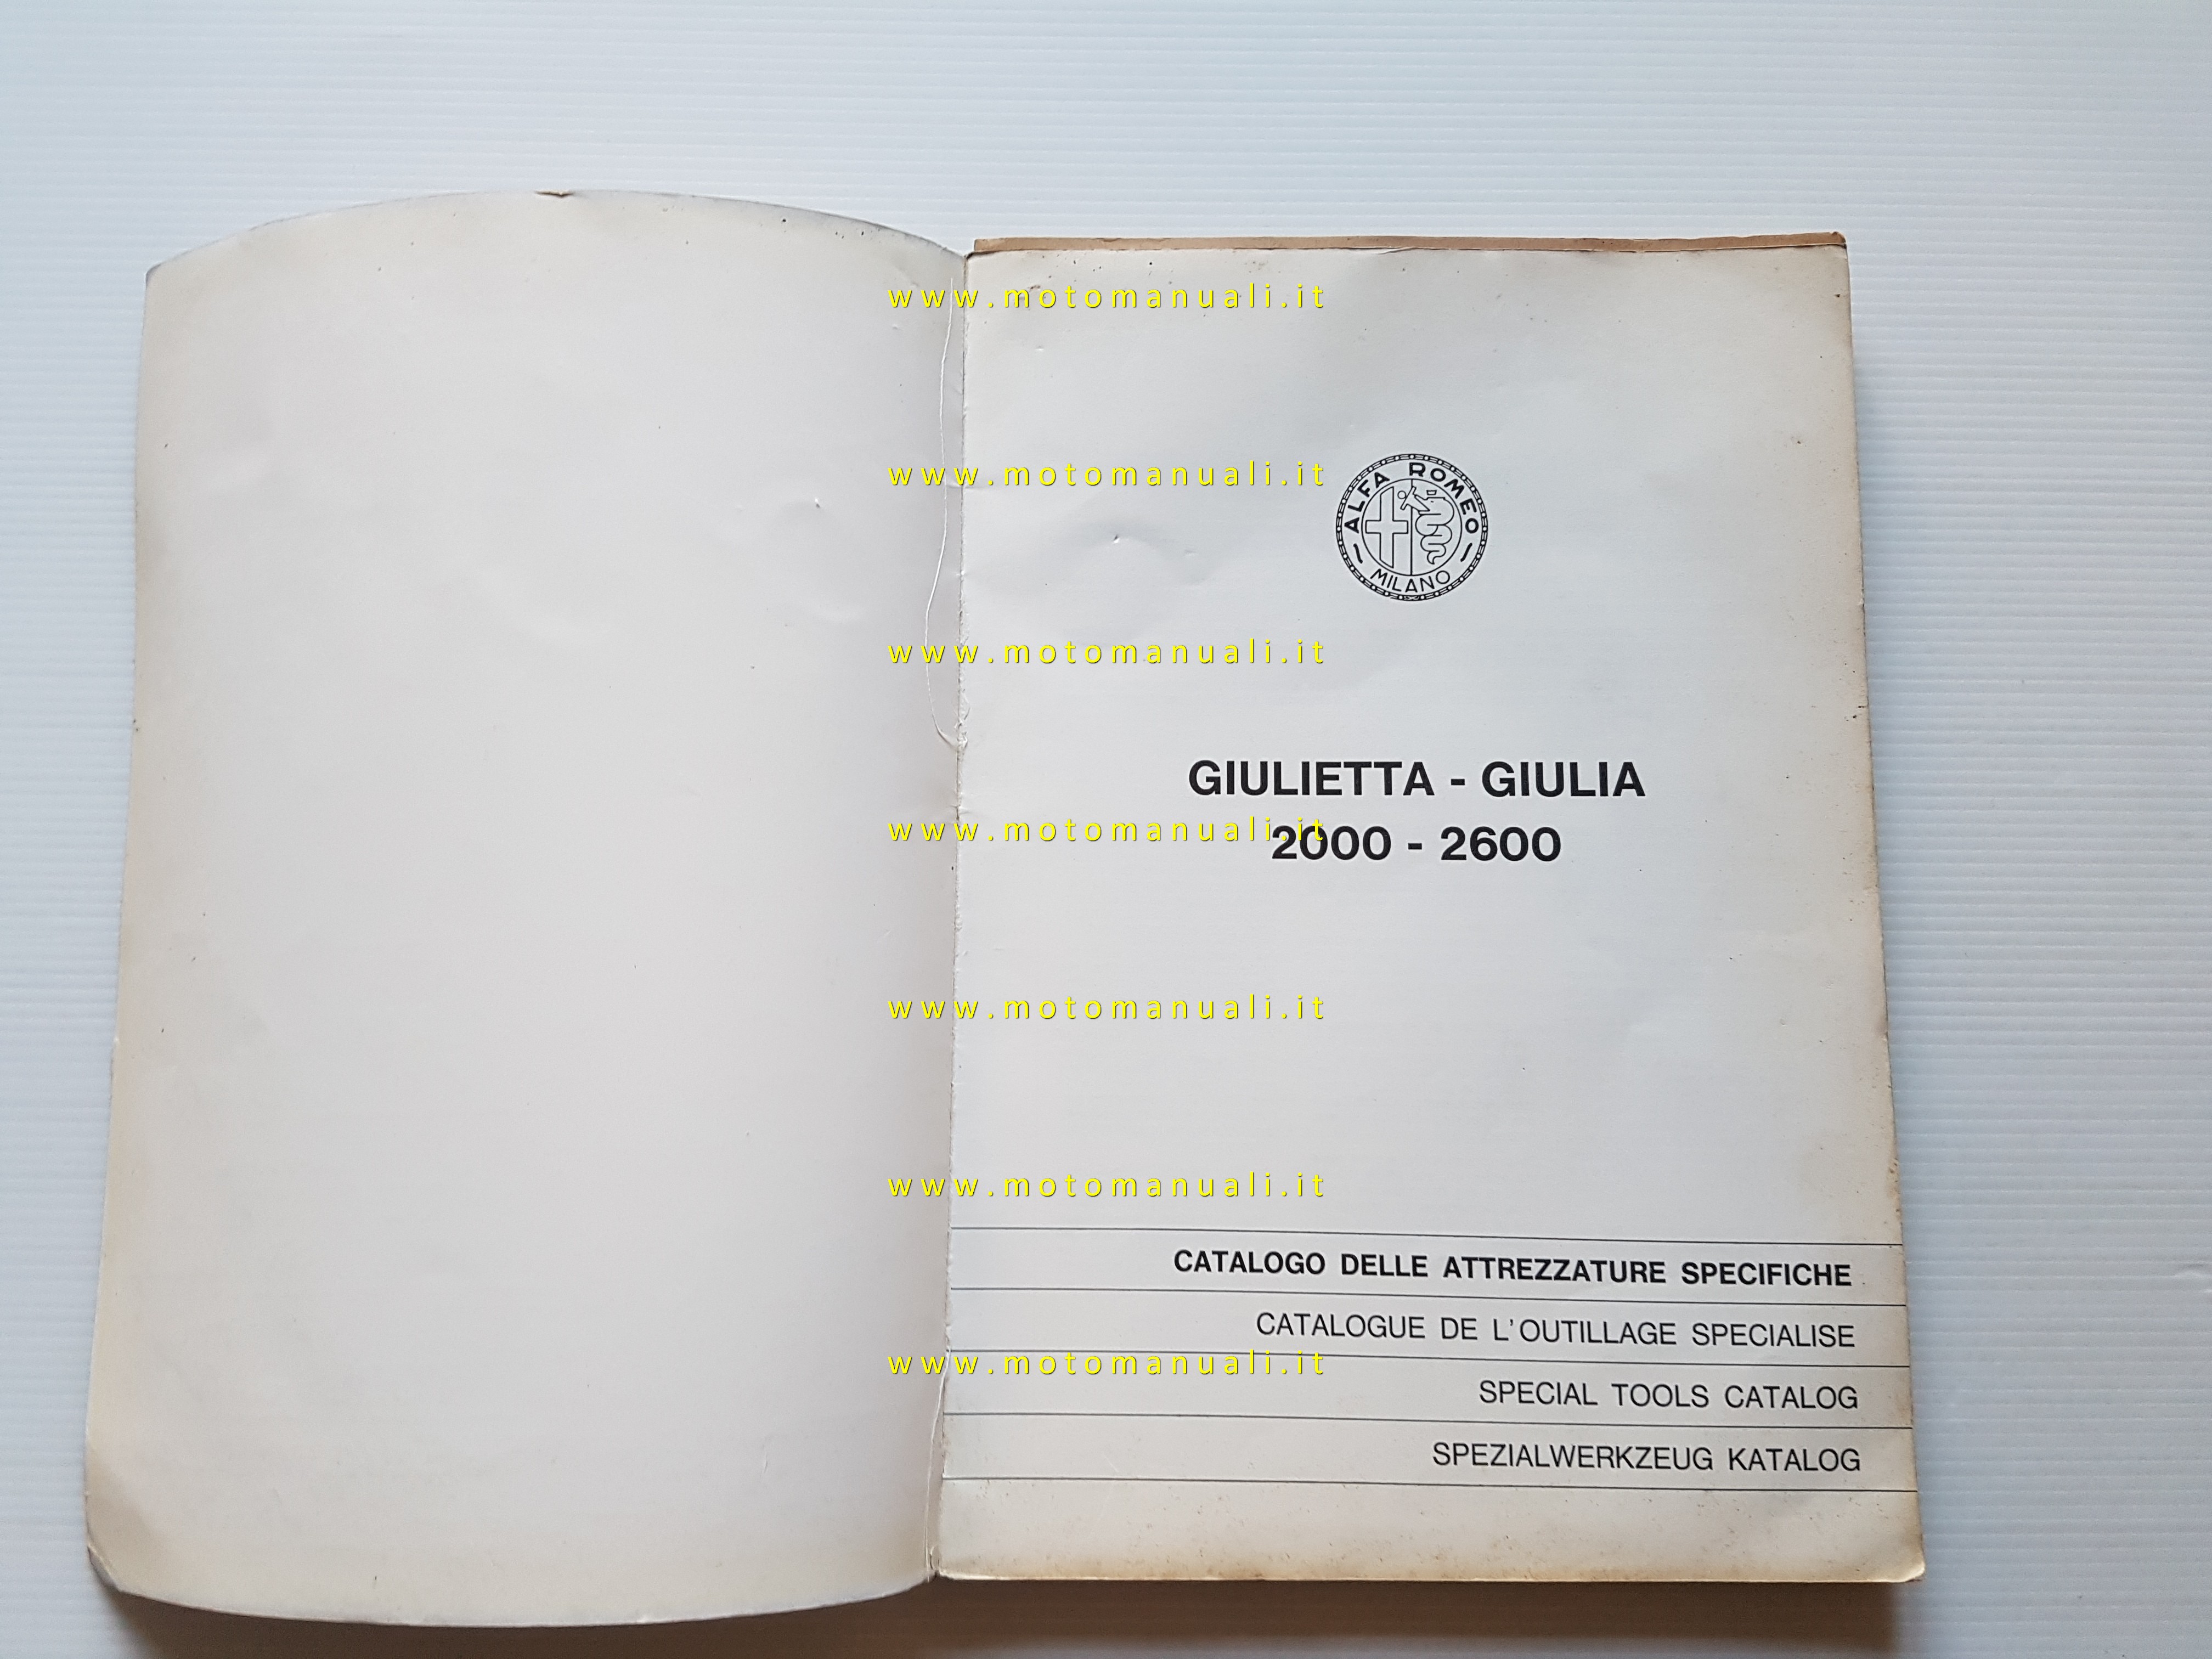 www.motomanuali.it
www.motomanuali.it
ALFA ROMEO
MILANO
www.motomanuali.it
GIULIETTA - GIULIA
www.motomanuali.it
2000 - 2600
www.motomanuali.it
www.motomanuali.it
CATALOGO DELLE ATTREZZATURE SPECIFICHE
CATALOGUE DE L'OUTILLAGE SPECIALISE
www.motomanuali.it
SPECIAL TOOLS CATALOG
SPEZIALWERKZEUG KATALOG